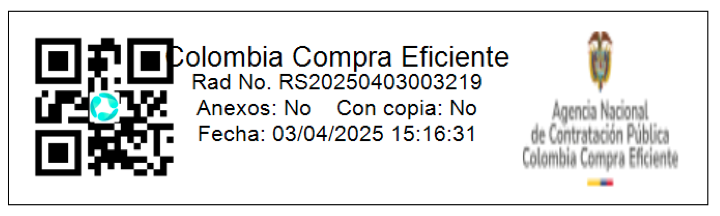 Colombia Compra Eficiente
Rad No. RS20250403003219
Anexos: No Con copia: No
Fecha: 03/04/2025 15:16:31
Agencia Nacional
de Contratación Pública
Colombia Compra Eficiente